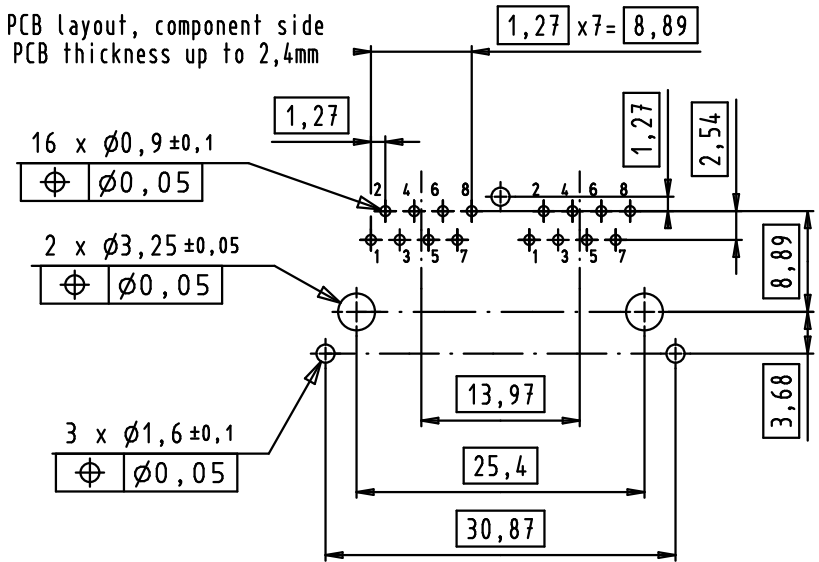 PCB layout, component side
PCB thickness up to 2,4mm
1,27 x7= 8,89
1,27
1,27
2,54
16 x Ø0,9 ±0,1
⌖ Ø0,05
2 4 6 8 2 4 6 8
1 3 5 7 1 3 5 7
2 x Ø3,25 ±0,05
⌖ Ø0,05
8,89
3,68
3 x Ø1,6 ±0,1
⌖ Ø0,05
13,97
25,4
30,87